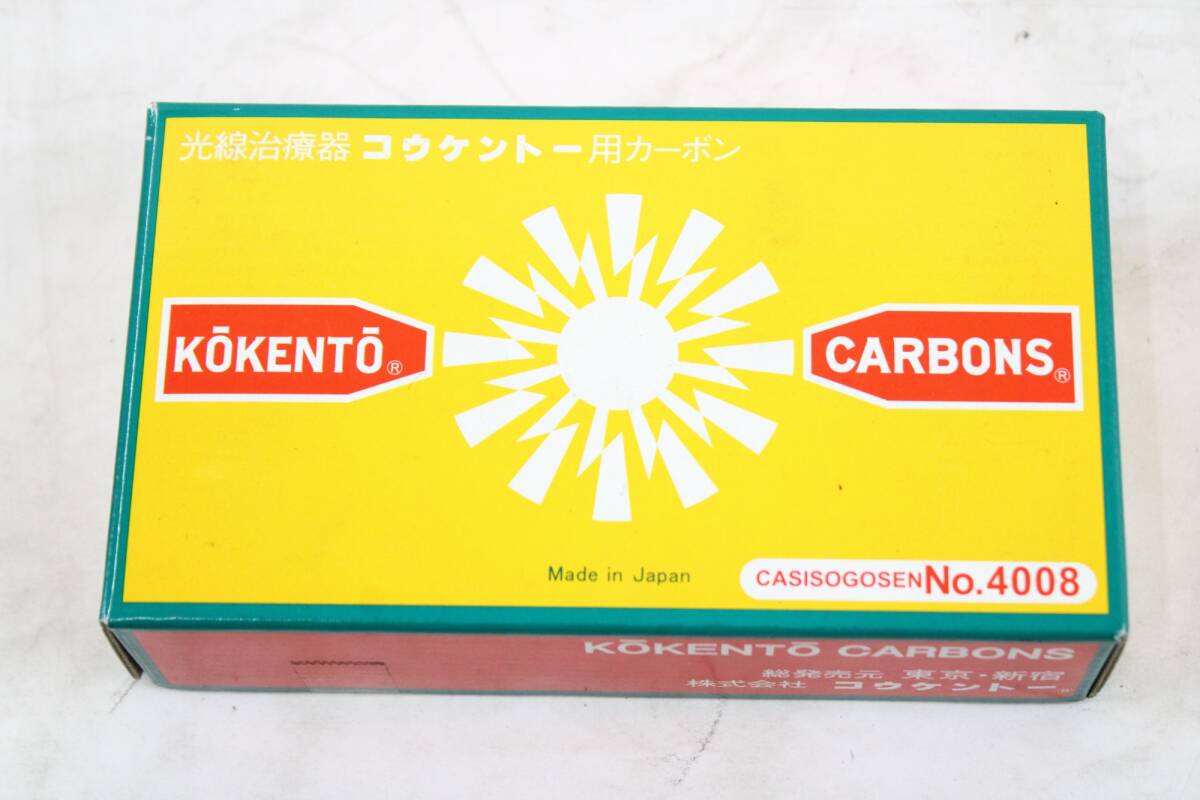 光線治療器 コウケントー用カーボン
KŌKENTŌ®
CARBONS®
Made in Japan
CASISOGOSEN No.4008
KŌKENTŌ CARBONS
総発売元 東京・新宿
株式会社 コウケントー®